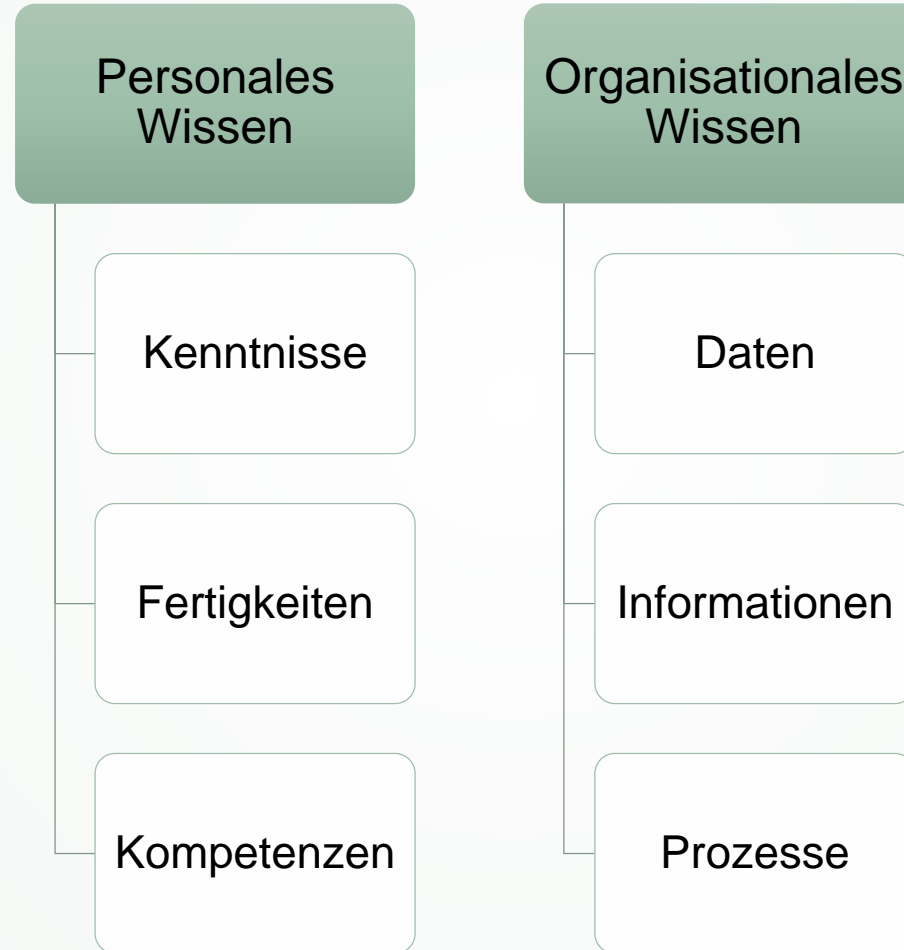 Personales
Wissen
Kenntnisse
Fertigkeiten
Kompetenzen
Organisationales
Wissen
Daten
Informationen
Prozesse